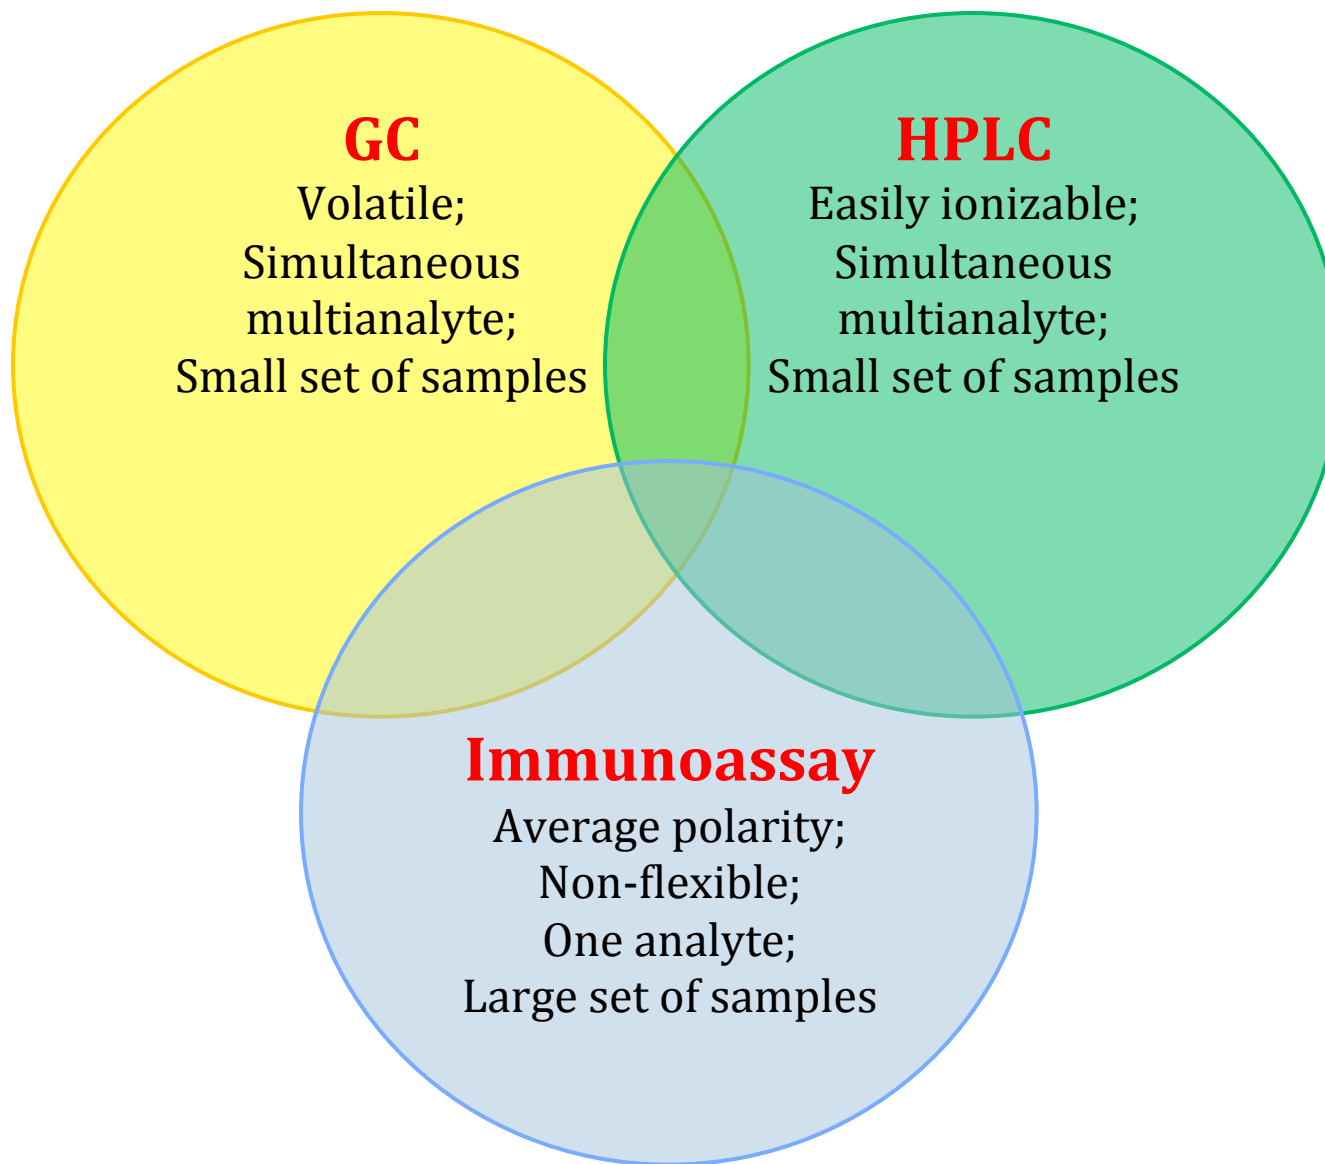 GC
Volatile;
Simultaneous
multianalyte;
Small set of samples
HPLC
Easily ionizable;
Simultaneous
multianalyte;
Small set of samples
Immunoassay
Average polarity;
Non-flexible;
One analyte;
Large set of samples